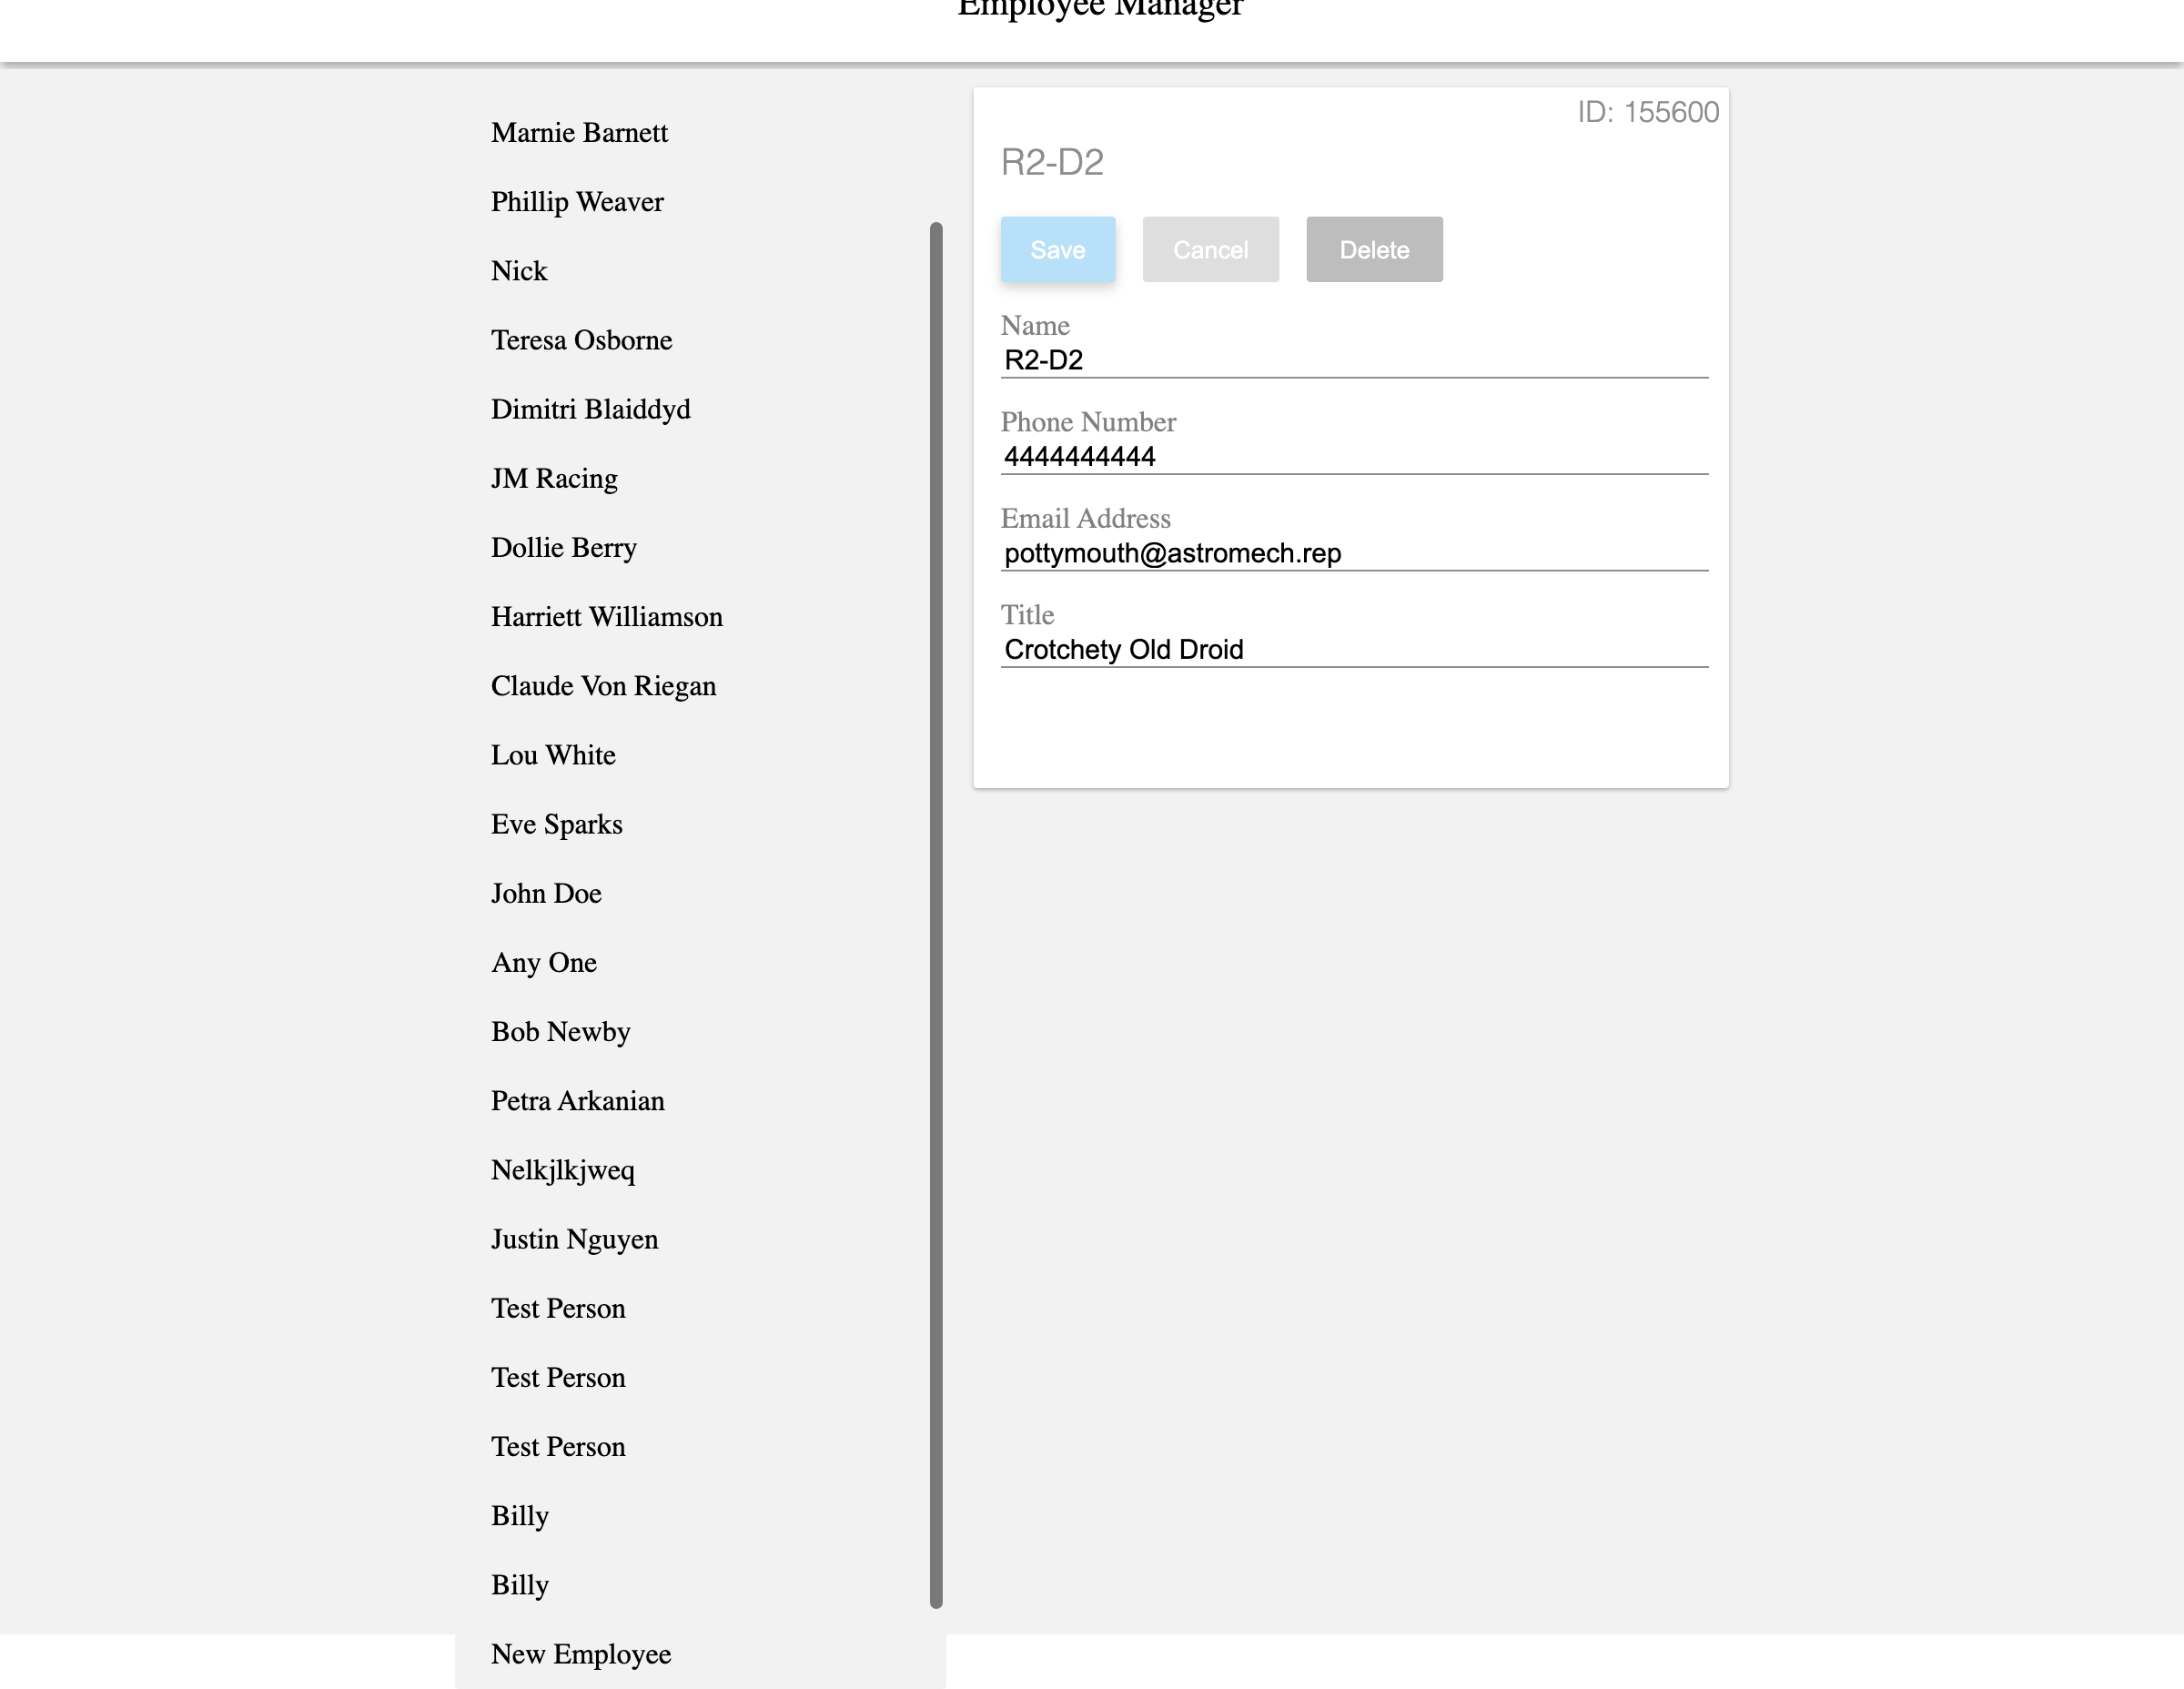 Employee Manager
Marnie Barnett
Phillip Weaver
Nick
Teresa Osborne
Dimitri Blaiddyd
JM Racing
Dollie Berry
Harriett Williamson
Claude Von Riegan
Lou White
Eve Sparks
John Doe
Any One
Bob Newby
Petra Arkanian
Nelkjlkjweq
Justin Nguyen
Test Person
Test Person
Test Person
Billy
Billy
New Employee
ID: 155600
R2-D2
Save Cancel Delete
Name
R2-D2
Phone Number
4444444444
Email Address
pottymouth@astromech.rep
Title
Crotchety Old Droid